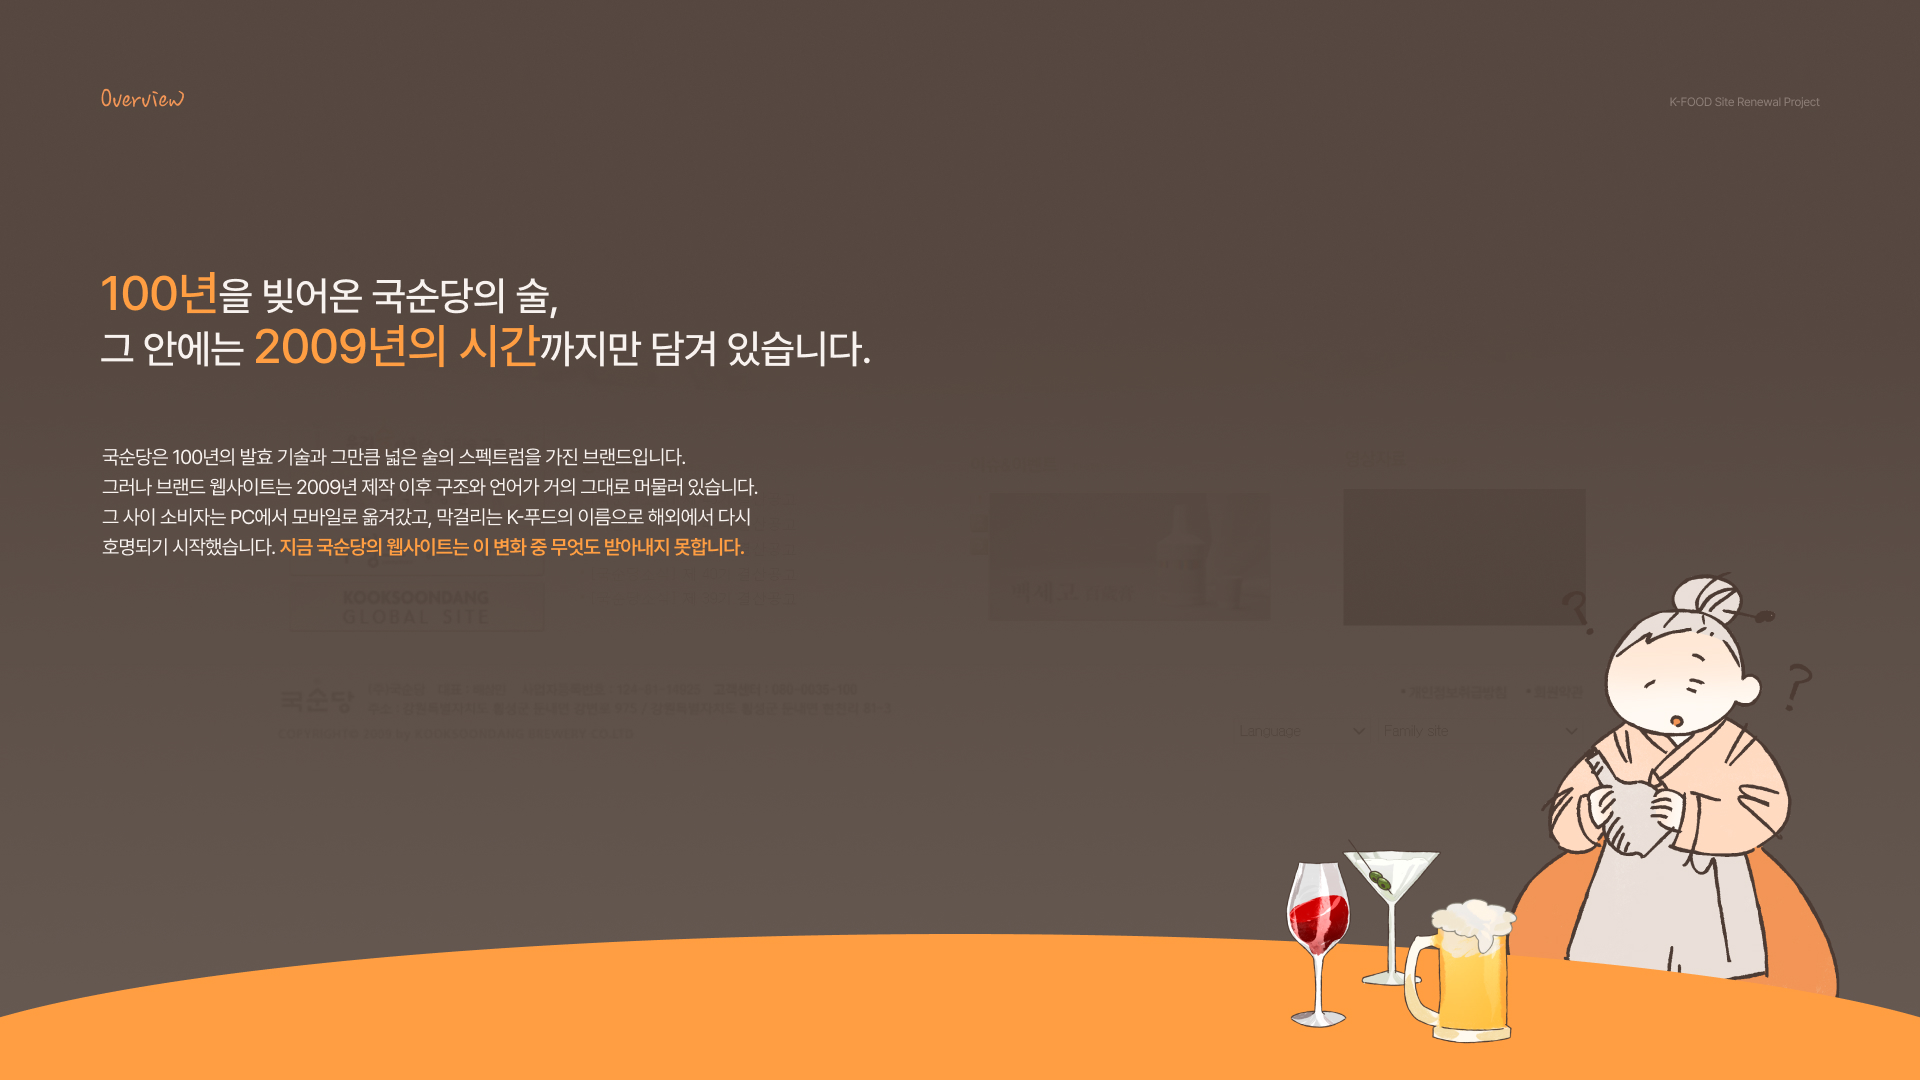 Overview
K-FOOD Site Renewal Project
100년을 빚어온 국순당의 술,
그 안에는 2009년의 시간까지만 담겨 있습니다.
국순당은 100년의 발효 기술과 그만큼 넓은 술의 스펙트럼을 가진 브랜드입니다.
그러나 브랜드 웹사이트는 2009년 제작 이후 구조와 언어가 거의 그대로 머물러 있습니다.
그 사이 소비자는 PC에서 모바일로 옮겨갔고, 막걸리는 K-푸드의 이름으로 해외에서 다시
호명되기 시작했습니다. 지금 국순당의 웹사이트는 이 변화 중 무엇도 받아내지 못합니다.
백세고
KOOKSOONDANG
GLOBAL SITE
?
?
국순당
Language
Family site